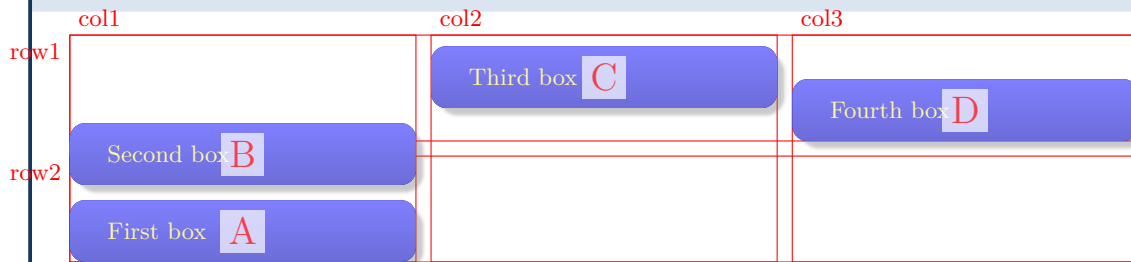 col1 col2 col3
row1
Third box C
Fourth box D
Second box B
row2
First box A